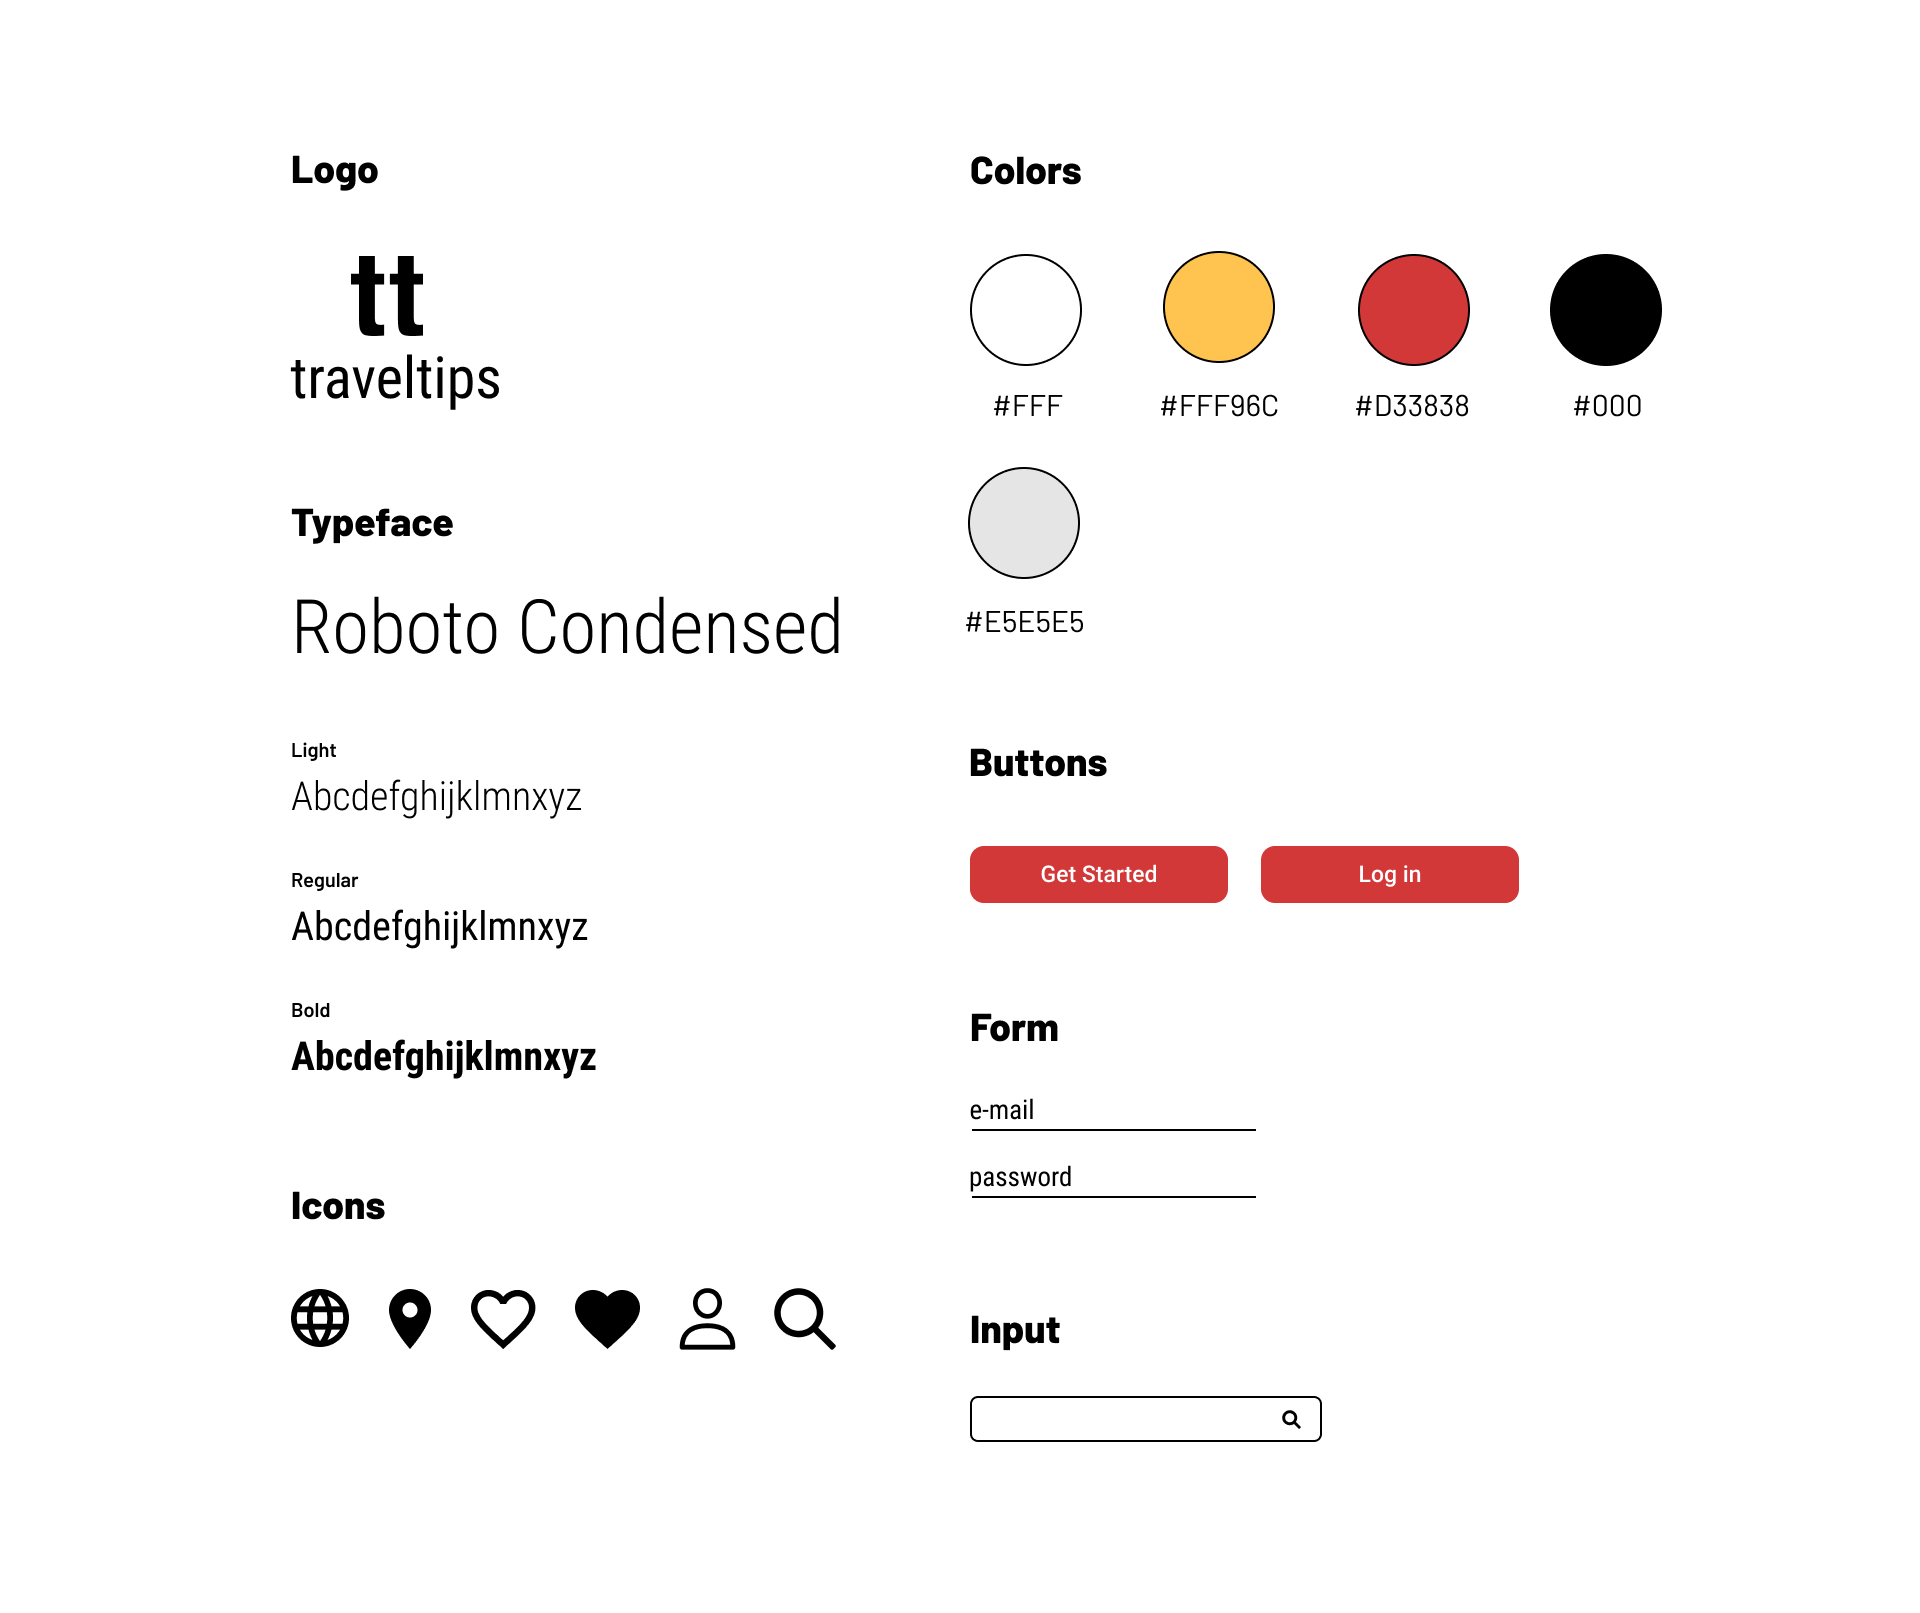 Logo
tt
traveltips
Typeface
Roboto Condensed
Light
Abcdefghijklmnxyz
Regular
Abcdefghijklmnxyz
Bold
Abcdefghijklmnxyz
Icons
Colors
#FFF
#FFF96C
#D33838
#000
#E5E5E5
Buttons
Get Started
Log in
Form
e-mail
password
Input